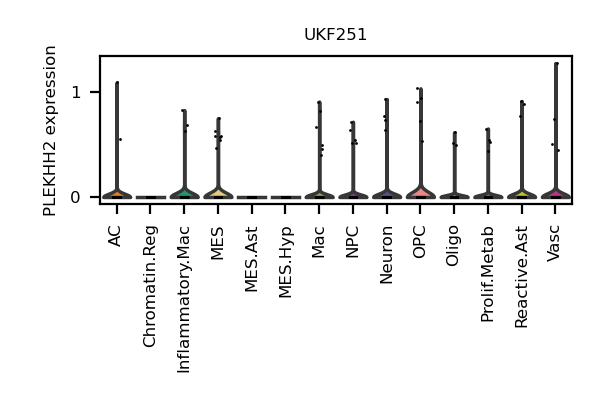 UKF251
PLEKHH2 expression
1
0
AC
Chromatin.Reg
Inflammatory.Mac
MES
MES.Ast
MES.Hyp
Mac
NPC
Neuron
OPC
Oligo
Prolif.Metab
Reactive.Ast
Vasc